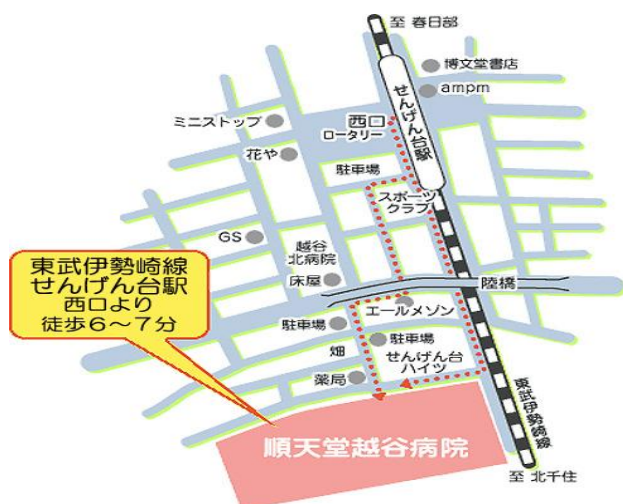 至 春日部
博文堂書店
ampm
せんげん台駅
西口
ロータリー
ミニストップ
花や
駐車場
スポーツ
クラブ
GS
越谷
北病院
床屋
陸橋
東武伊勢崎線
せんげん台駅
西口より
徒歩6~7分
エールメゾン
駐車場
駐車場
畑
せんげん台
ハイツ
薬局
東武伊勢崎線
順天堂越谷病院
至 北千住